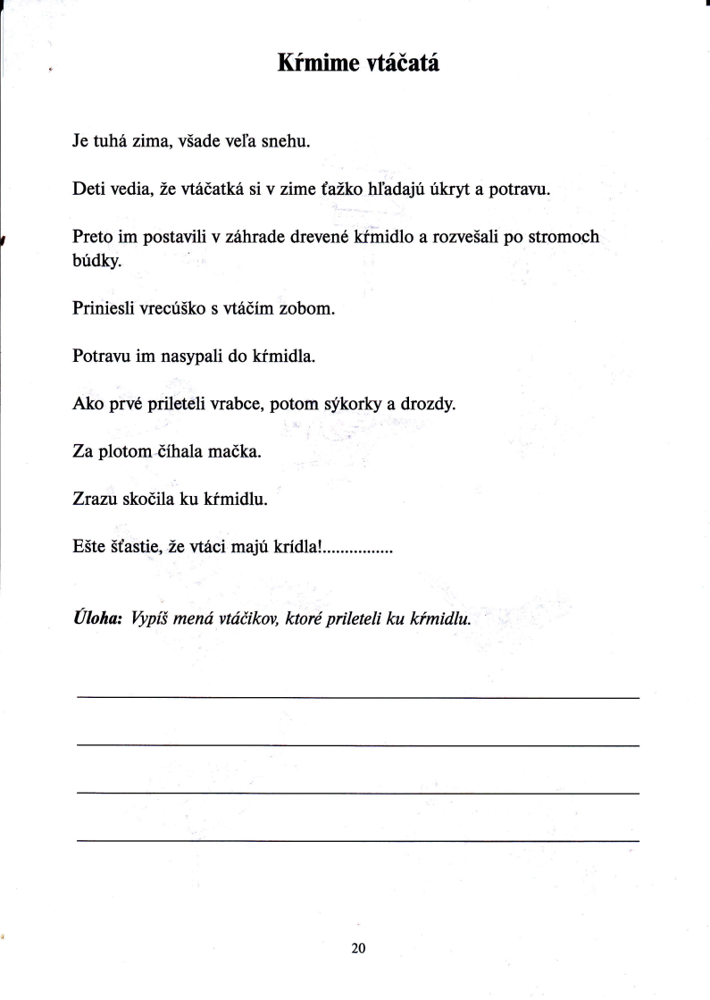 Kŕmime vtáčatá
Je tuhá zima, všade veľa snehu.
Deti vedia, že vtáčatká si v zime ťažko hľadajú úkryt a potravu.
Preto im postavili v záhrade drevené kŕmidlo a rozvešali po stromoch
búdky.
Priniesli vrecúško s vtáčím zobom.
Potravu im nasypali do kŕmidla.
Ako prvé prileteli vrabce, potom sýkorky a drozdy.
Za plotom číhala mačka.
Zrazu skočila ku kŕmidlu.
Ešte šťastie, že vtáci majú krídla!................
Úloha: Vypíš mená vtáčikov, ktoré prileteli ku kŕmidlu.
20